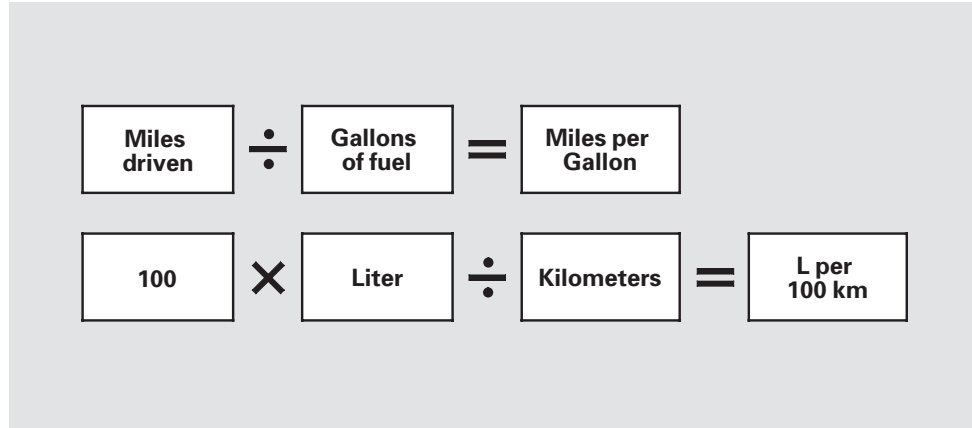 Miles
driven
÷
Gallons
of fuel
=
Miles per
Gallon
100
×
Liter
÷
Kilometers
=
L per
100 km